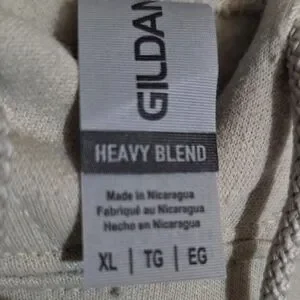 GILDAN
HEAVY BLEND
Made in Nicaragua
Fabriqué au Nicaragua
Hecho en Nicaragua
XL | TG | EG